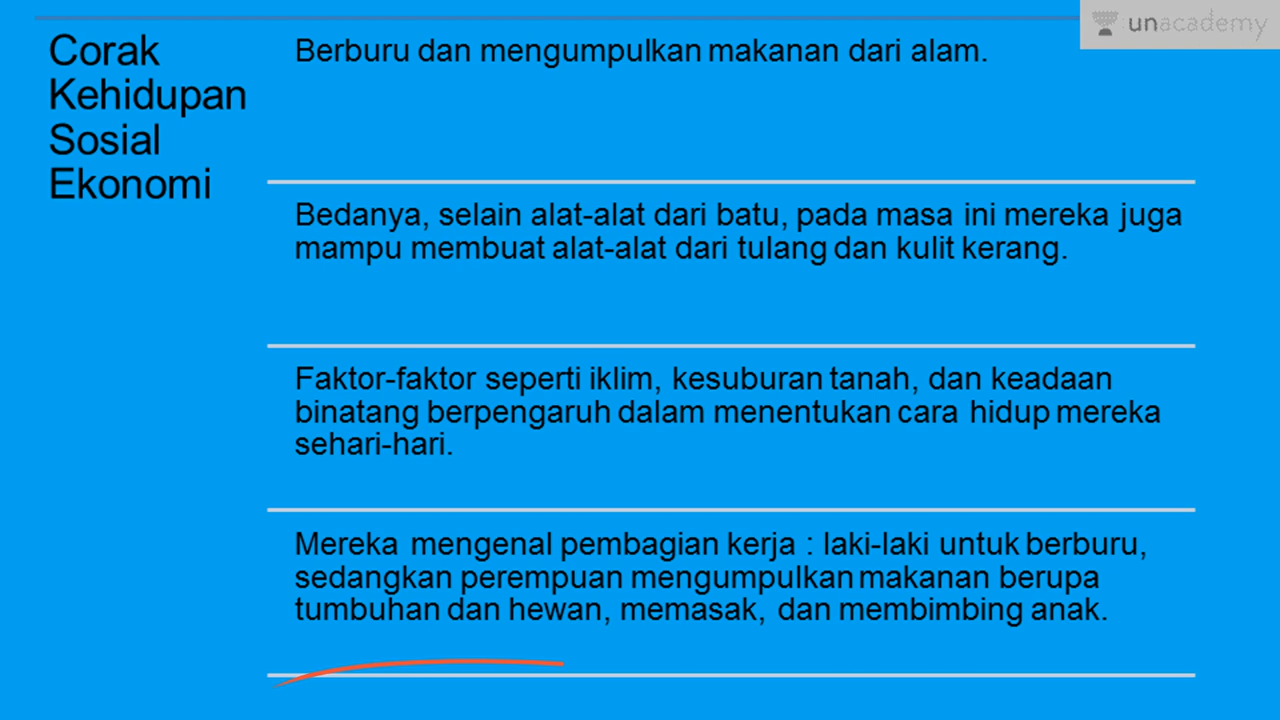 unacademy
Corak
Kehidupan
Sosial
Ekonomi
Berburu dan mengumpulkan makanan dari alam.
Bedanya, selain alat-alat dari batu, pada masa ini mereka juga
mampu membuat alat-alat dari tulang dan kulit kerang.
Faktor-faktor seperti iklim, kesuburan tanah, dan keadaan
binatang berpengaruh dalam menentukan cara hidup mereka
sehari-hari.
Mereka mengenal pembagian kerja : laki-laki untuk berburu,
sedangkan perempuan mengumpulkan makanan berupa
tumbuhan dan hewan, memasak, dan membimbing anak.